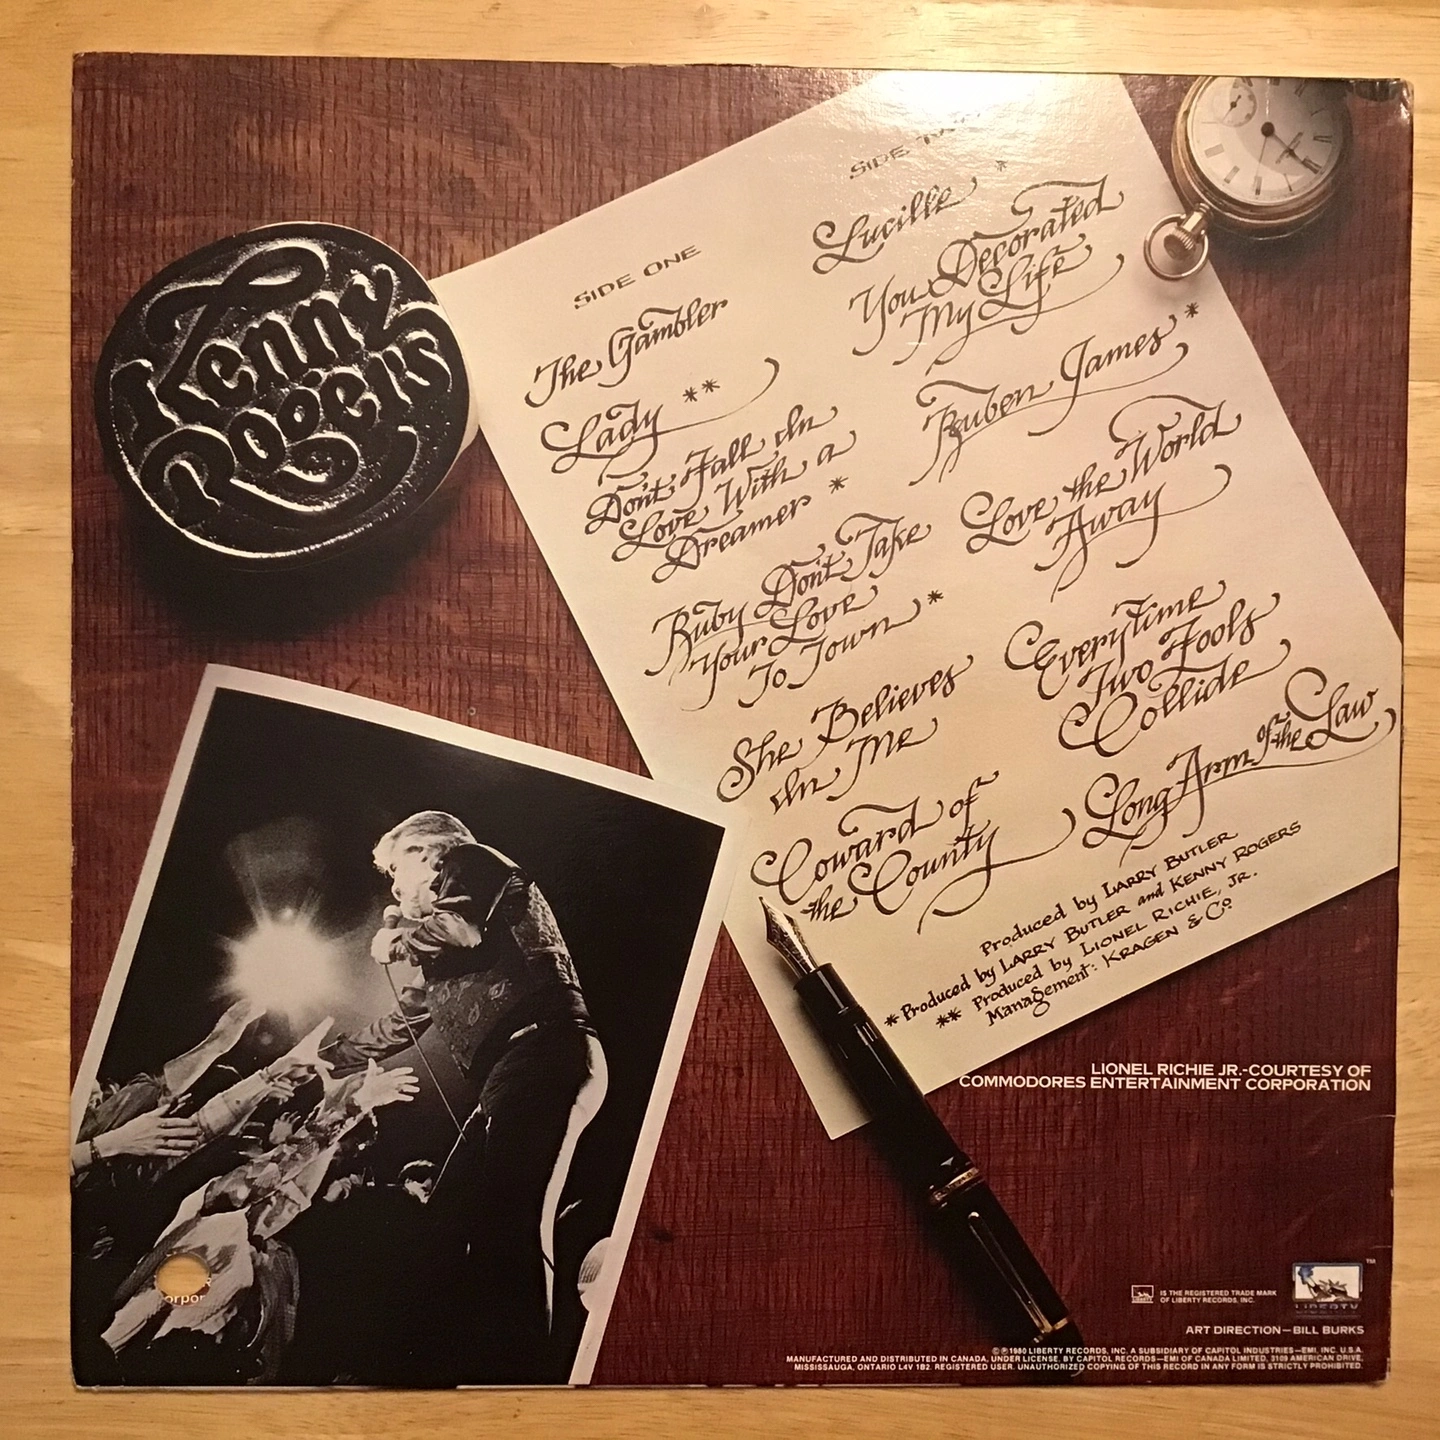 Kenny
Rogers
SIDE ONE
The Gambler
Lady **
Don't Fall In
Love With a
Dreamer *
Ruby Don't Take
Your Love
To Town *
She Believes
In Me
Coward of
the County
SIDE
Lucille *
You Decorated
My Life
Ruben James *
Love the World
Away
Everytime
Two Fools
Collide
Long Arm of the Law
Produced by LARRY BUTLER
*Produced by LARRY BUTLER and KENNY ROGERS
** Produced by LIONEL RICHIE, JR.
Management: KRAGEN & Co
LIONEL RICHIE JR.-COURTESY OF
COMMODORES ENTERTAINMENT CORPORATION
orpor
IS THE REGISTERED TRADE MARK
OF LIBERTY RECORDS, INC.
LIBERTY
TM
ART DIRECTION—BILL BURKS
©℗1980 LIBERTY RECORDS, INC. A SUBSIDIARY OF CAPITOL INDUSTRIES—EMI, INC. U.S.A.
MANUFACTURED AND DISTRIBUTED IN CANADA, UNDER LICENSE, BY CAPITOL RECORDS—EMI OF CANADA LIMITED, 3109 AMERICAN DRIVE,
MISSISSAUGA, ONTARIO L4V 1B2. REGISTERED USER. UNAUTHORIZED COPYING OF THIS RECORD IN ANY FORM IS STRICTLY PROHIBITED.